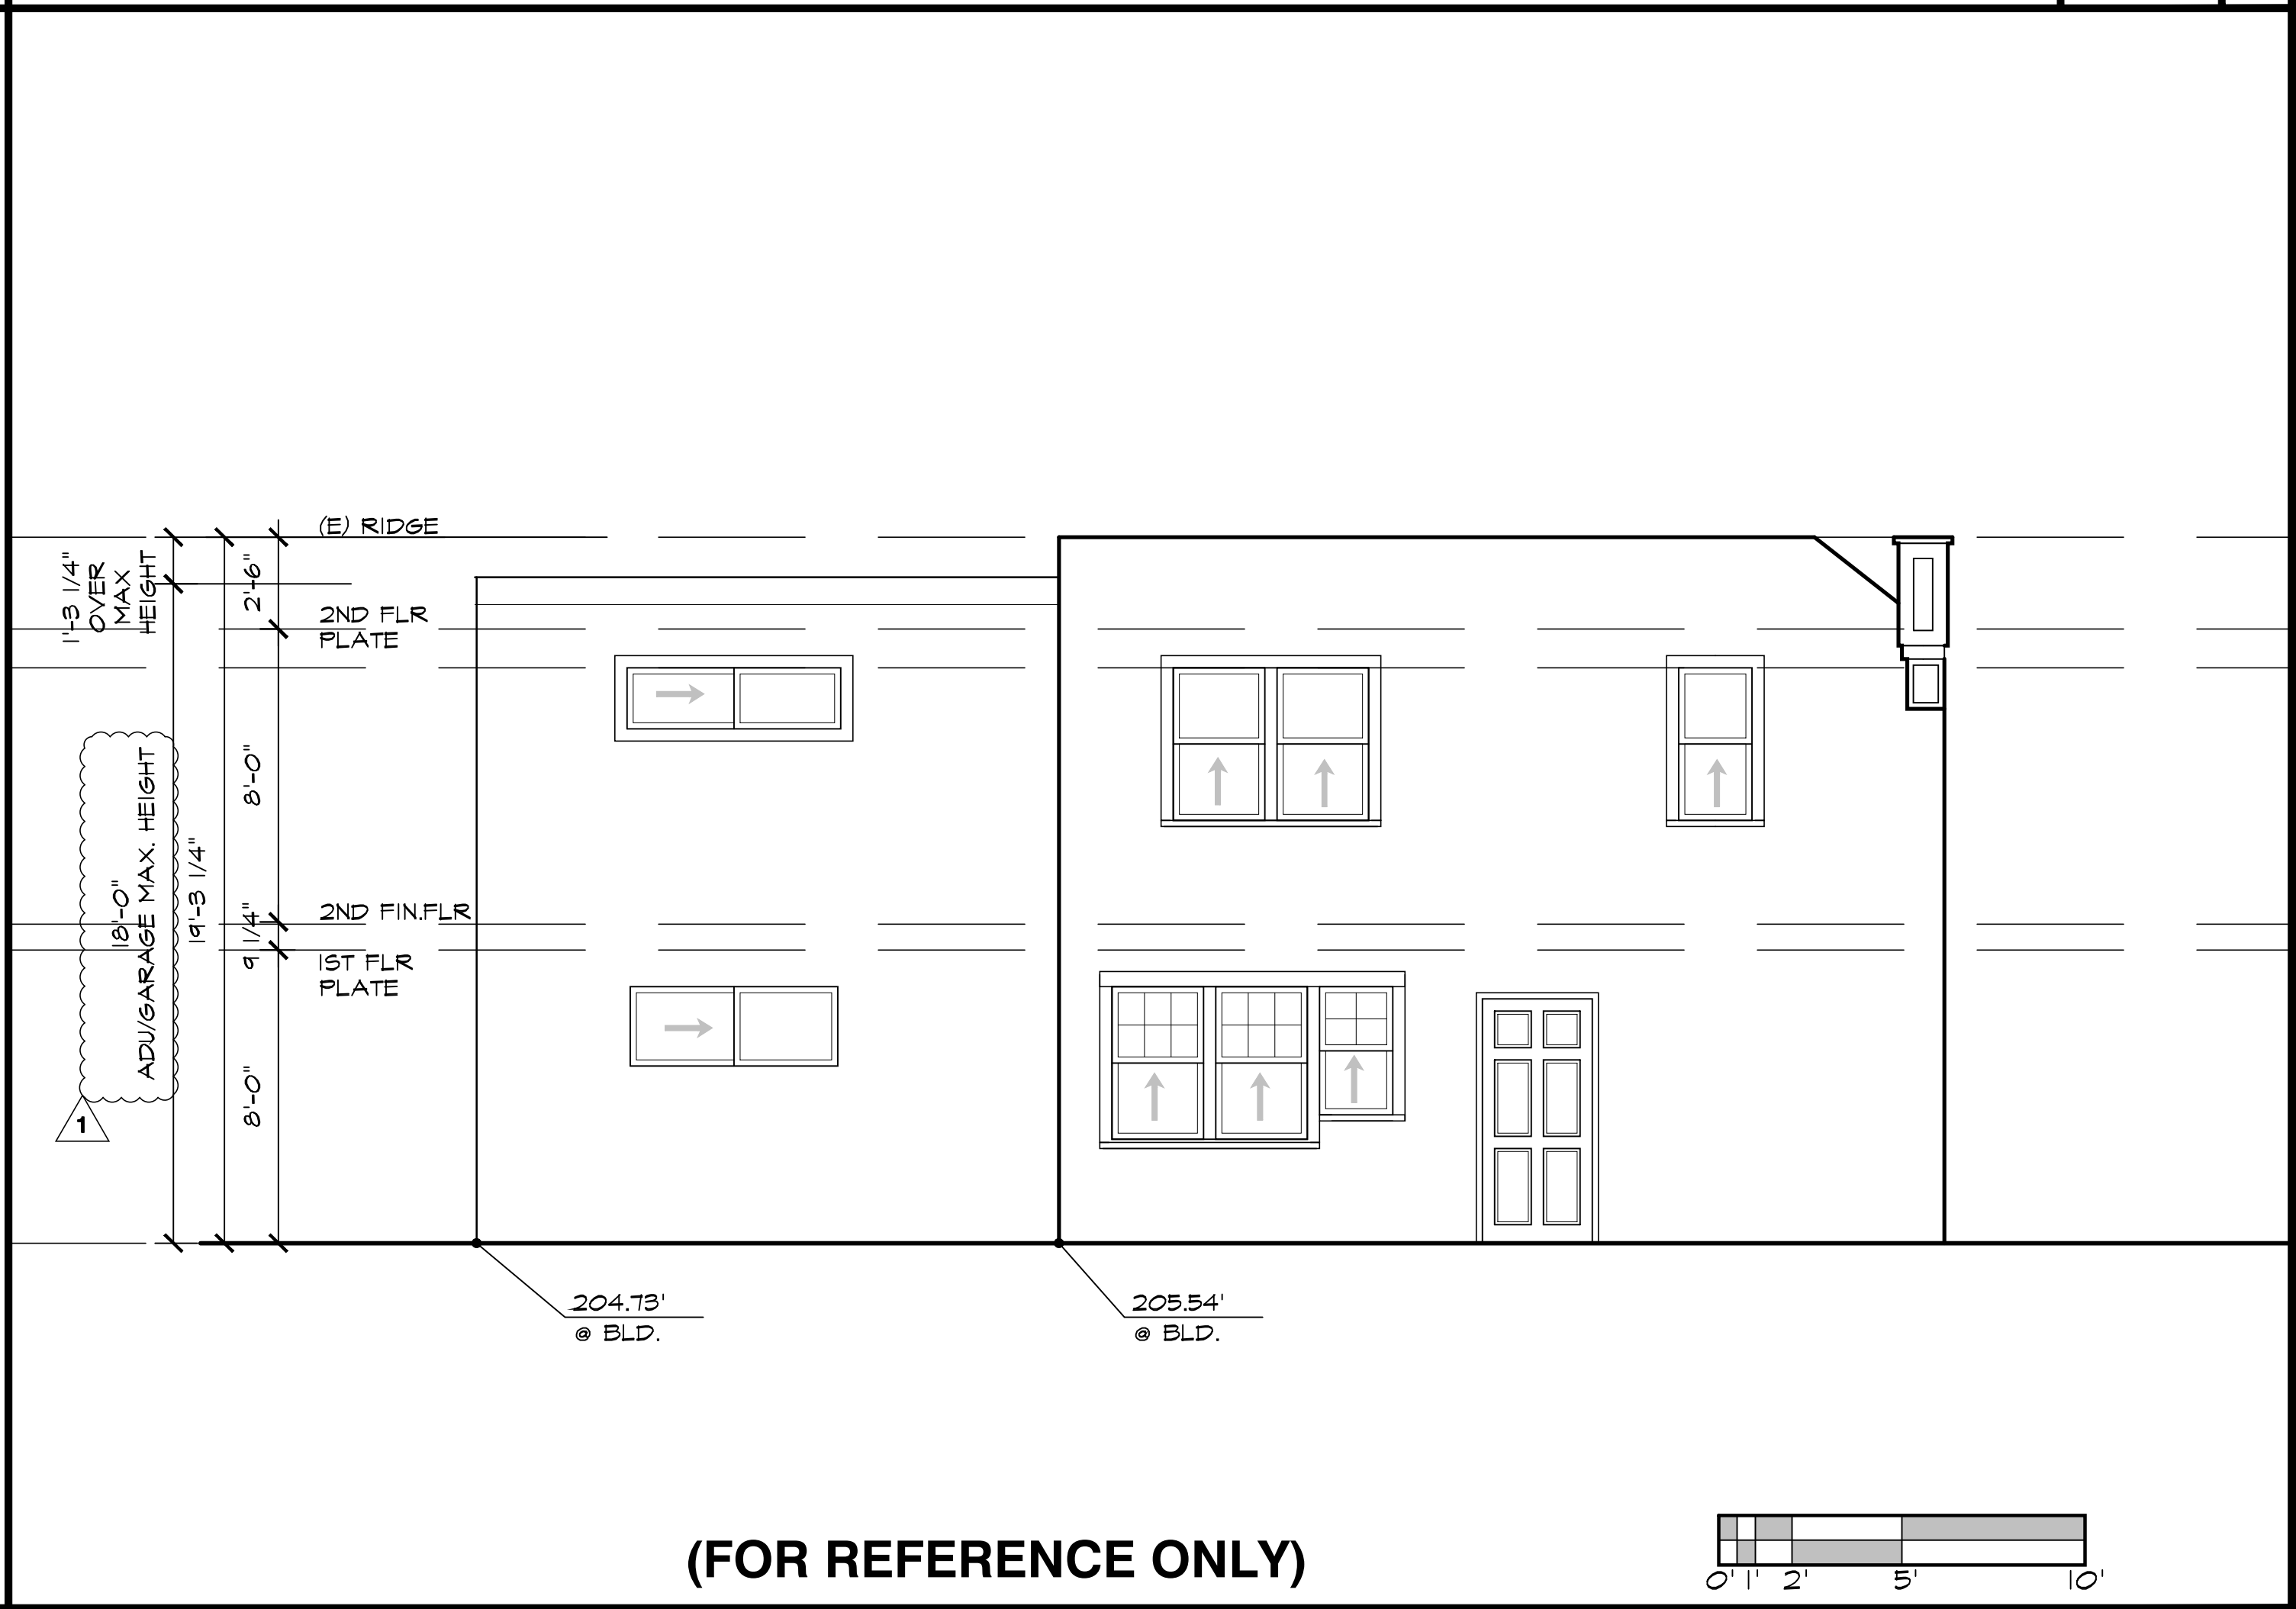 (E) RIDGE
1'-3 1/4"
OVER
MAX
HEIGHT
2'-6"
2ND FLR
PLATE
8'-0"
18'-0"
ADU/GARAGE MAX. HEIGHT
19'-3 1/4"
9 1/4"
2ND FIN.FLR
1ST FLR
PLATE
8'-0"
1
204.73'
@ BLD.
205.54'
@ BLD.
(FOR REFERENCE ONLY)
0' 1' 2' 5' 10'